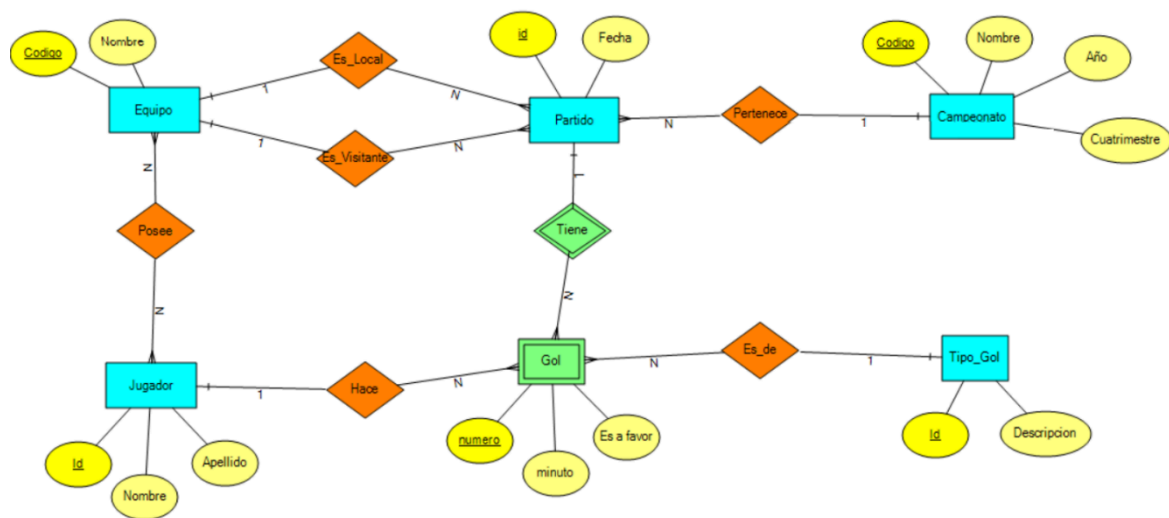 Codigo
Nombre
Es_Local
1
N
id
Fecha
Codigo
Nombre
Año
Equipo
Partido
N
Pertenece
1
Campeonato
Cuatrimestre
1
Es_Visitante
N
N
Posee
N
1
Tiene
N
Jugador
1
Hace
N
Gol
N
Es_de
1
Tipo_Gol
Id
Nombre
Apellido
numero
minuto
Es a favor
Id
Descripcion